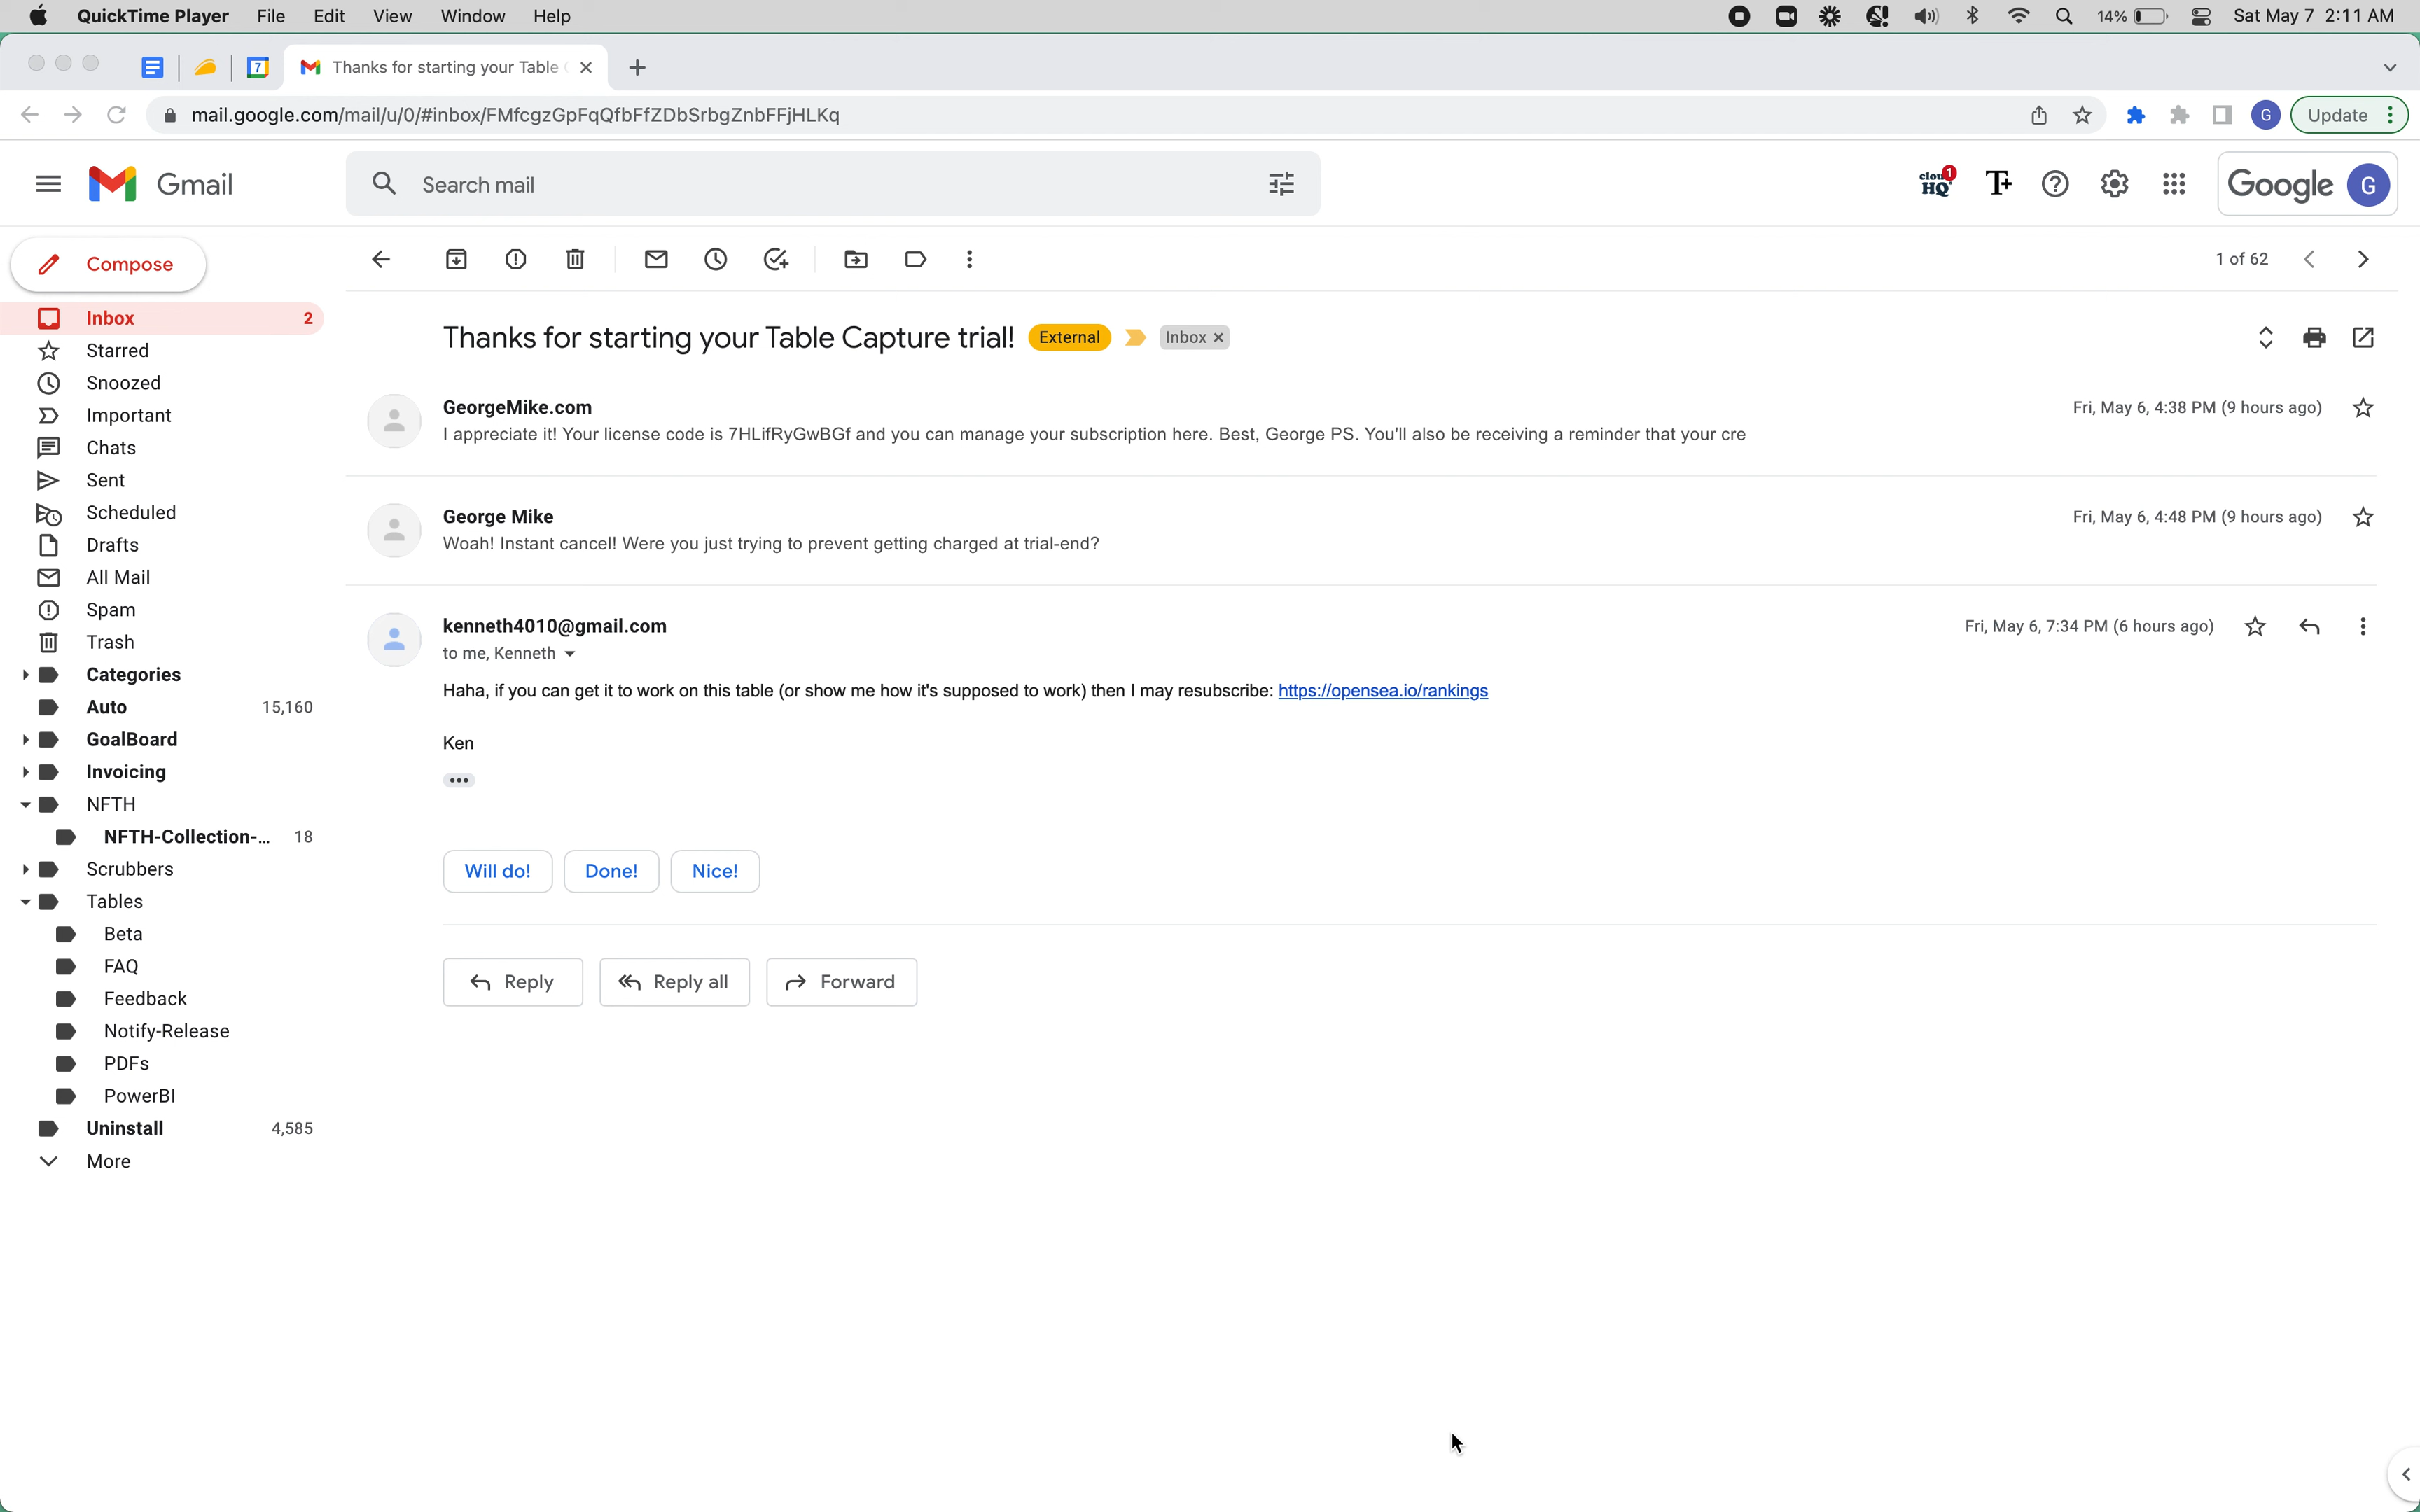 QuickTime Player File Edit View Window Help 14% Sat May 7 2:11 AM
7 Thanks for starting your Table
mail.google.com/mail/u/0/#inbox/FMfcgzGpFqQfbFfZDbSrbgZnbFFjHLKq G Update
Gmail Search mail clouHQ 1 T+ Google G
Compose 1 of 62
Inbox 2
Starred
Snoozed
Important
Chats
Sent
Scheduled
Drafts
All Mail
Spam
Trash
Categories
Auto 15,160
GoalBoard
Invoicing
NFTH
NFTH-Collection-... 18
Scrubbers
Tables
Beta
FAQ
Feedback
Notify-Release
PDFs
PowerBI
Uninstall 4,585
More
Thanks for starting your Table Capture trial! External Inbox
GeorgeMike.com Fri, May 6, 4:38 PM (9 hours ago)
I appreciate it! Your license code is 7HLifRyGwBGf and you can manage your subscription here. Best, George PS. You'll also be receiving a reminder that your cre
George Mike Fri, May 6, 4:48 PM (9 hours ago)
Woah! Instant cancel! Were you just trying to prevent getting charged at trial-end?
kenneth4010@gmail.com Fri, May 6, 7:34 PM (6 hours ago)
to me, Kenneth
Haha, if you can get it to work on this table (or show me how it's supposed to work) then I may resubscribe: https://opensea.io/rankings
Ken
Will do! Done! Nice!
Reply Reply all Forward